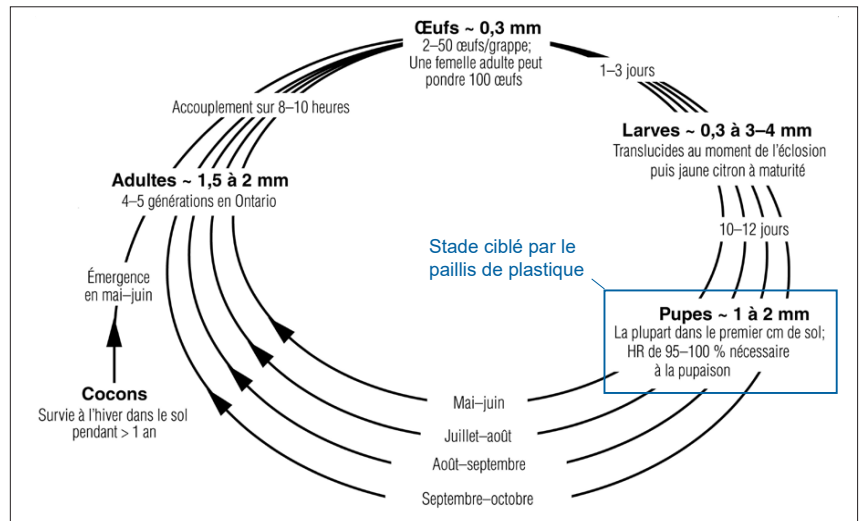 Œufs ~ 0,3 mm
2–50 œufs/grappe;
Une femelle adulte peut
pondre 100 œufs
1–3 jours
Accouplement sur 8–10 heures
Larves ~ 0,3 à 3–4 mm
Translucides au moment de l'éclosion
puis jaune citron à maturité
Adultes ~ 1,5 à 2 mm
4–5 générations en Ontario
10–12 jours
Stade ciblé par le
paillis de plastique
Émergence
en mai–juin
Pupes ~ 1 à 2 mm
La plupart dans le premier cm de sol;
HR de 95–100 % nécessaire
à la pupaison
Cocons
Survie à l'hiver dans le sol
pendant > 1 an
Mai–juin
Juillet–août
Août–septembre
Septembre–octobre